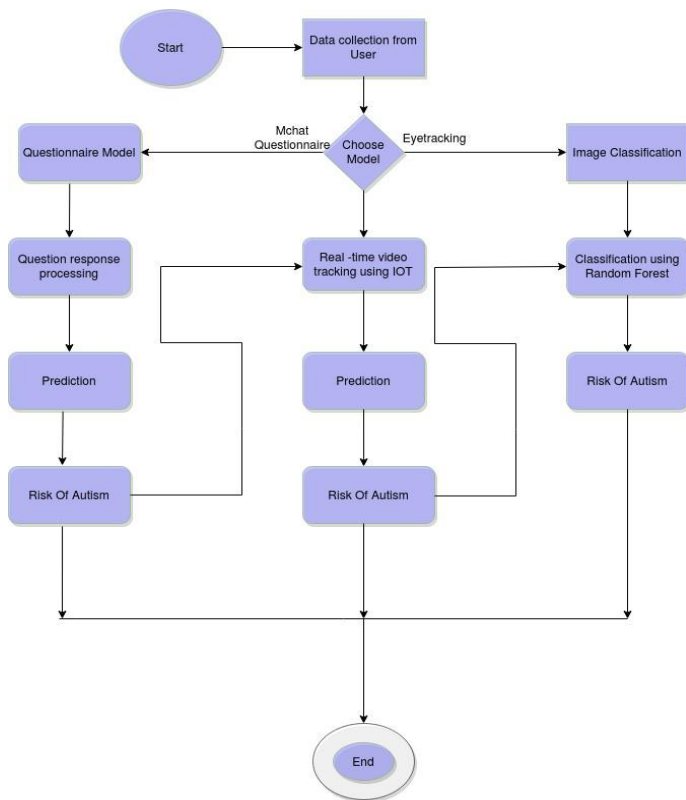 Start
Data collection from
User
Mchat
Questionnaire
Choose
Model
Eyetracking
Questionnaire Model
Image Classification
Question response
processing
Real -time video
tracking using IOT
Classification using
Random Forest
Prediction
Prediction
Risk Of Autism
Risk Of Autism
Risk Of Autism
End